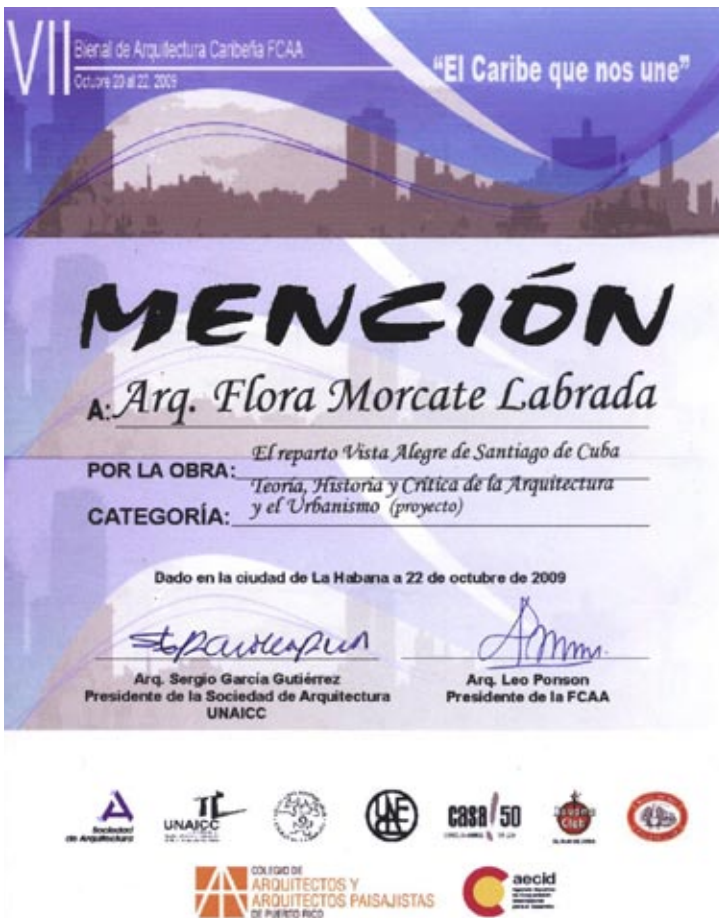 VII
Bienal de Arquitectura Caribeña FCAA
Octubre 20 al 22, 2009
"El Caribe que nos une"
MENCIÓN
A: Arq. Flora Morcate Labrada
POR LA OBRA: El reparto Vista Alegre de Santiago de Cuba
Teoría, Historia y Crítica de la Arquitectura
CATEGORÍA: y el Urbanismo (proyecto)
Dado en la ciudad de La Habana a 22 de octubre de 2009
Arq. Sergio García Gutiérrez
Presidente de la Sociedad de Arquitectura
UNAICC
Arq. Leo Ponson
Presidente de la FCAA
Sociedad
de Arquitectura
UNAICC
casa 50
Havana
Club
COLEGIO DE
ARQUITECTOS Y
ARQUITECTOS PAISAJISTAS
DE PUERTO RICO
aecid